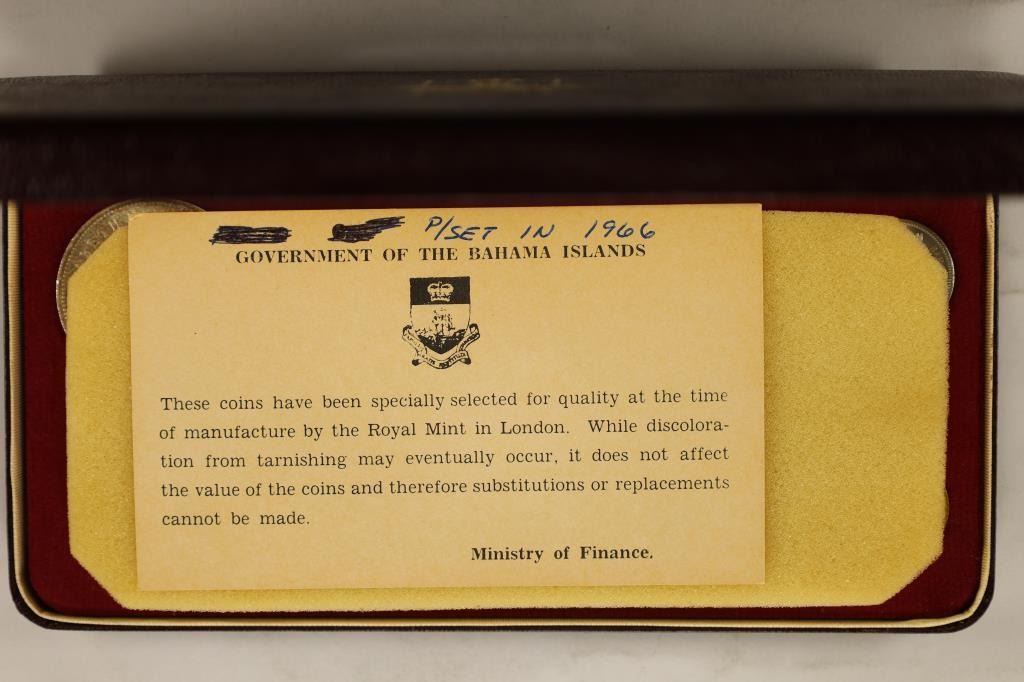 P/SET IN 1966
GOVERNMENT OF THE BAHAMA ISLANDS
These coins have been specially selected for quality at the time
of manufacture by the Royal Mint in London. While discolora-
tion from tarnishing may eventually occur, it does not affect
the value of the coins and therefore substitutions or replacements
cannot be made.
Ministry of Finance.